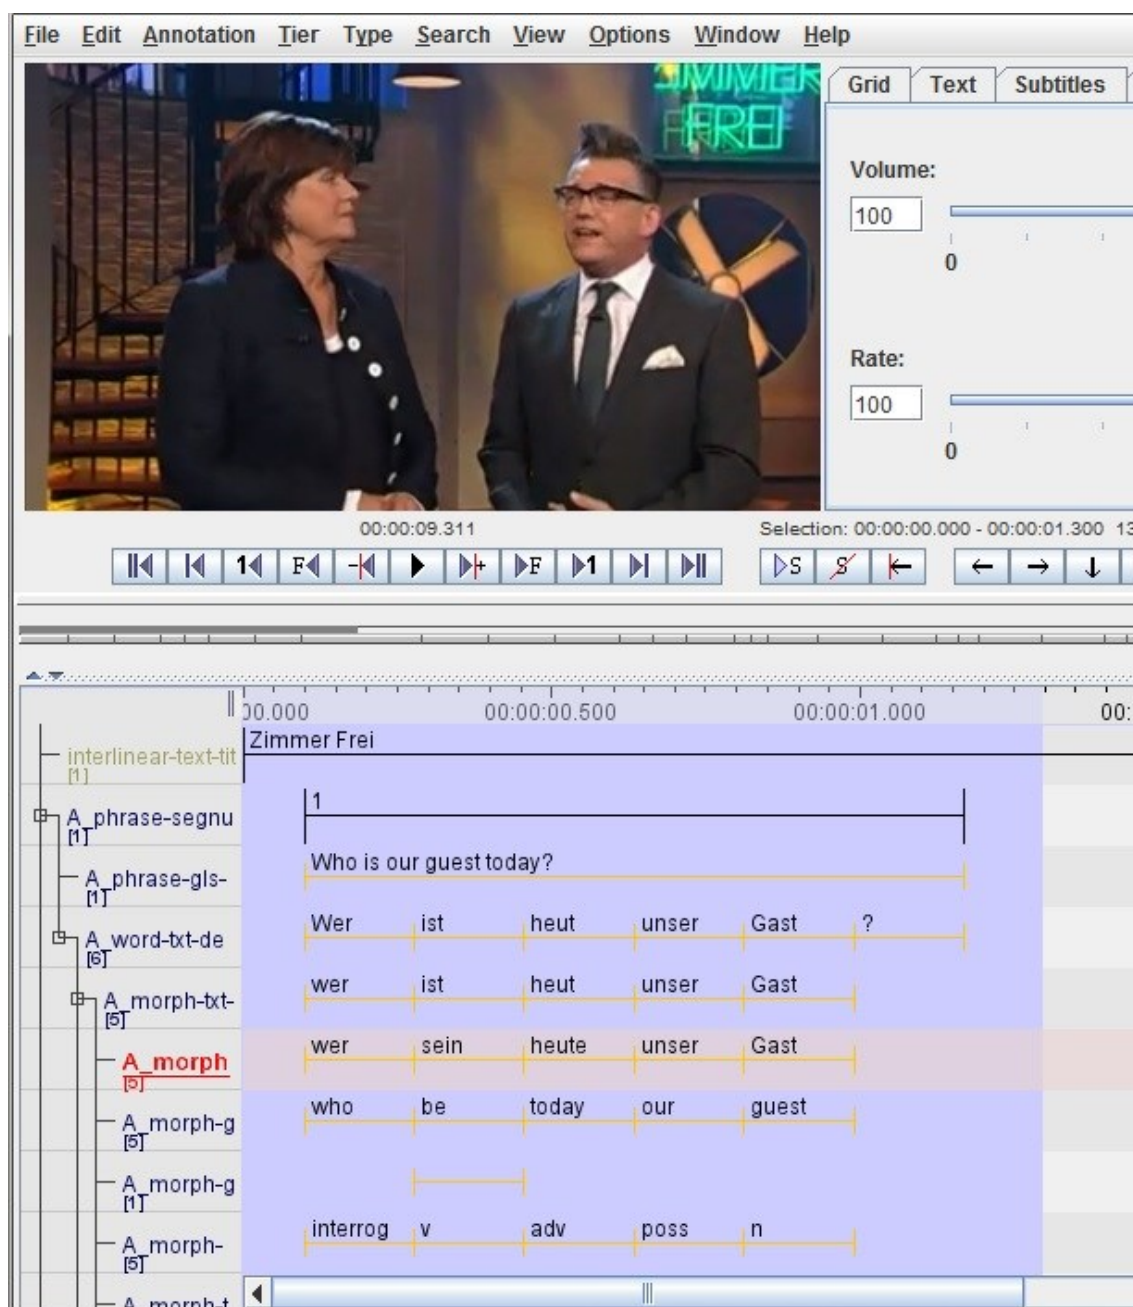 File Edit Annotation Tier Type Search View Options Window Help
ZIMMER
FREI
Grid Text Subtitles
Volume:
100
0
Rate:
100
0
00:00:09.311
Selection: 00:00:00.000 - 00:00:01.300 13
1 F F 1 S S
00.000 00:00:00.500 00:00:01.000 00:
interlinear-text-tit
[1]
Zimmer Frei
A_phrase-segnu
[1]
1
A_phrase-gls-
[1]
Who is our guest today?
A_word-txt-de
[6]
Wer ist heut unser Gast ?
A_morph-txt-
[5]
wer ist heut unser Gast
A_morph
[5]
wer sein heute unser Gast
A_morph-g
[5]
who be today our guest
A_morph-g
[1]
A_morph-
[5]
interrog v adv poss n
A_morph-t